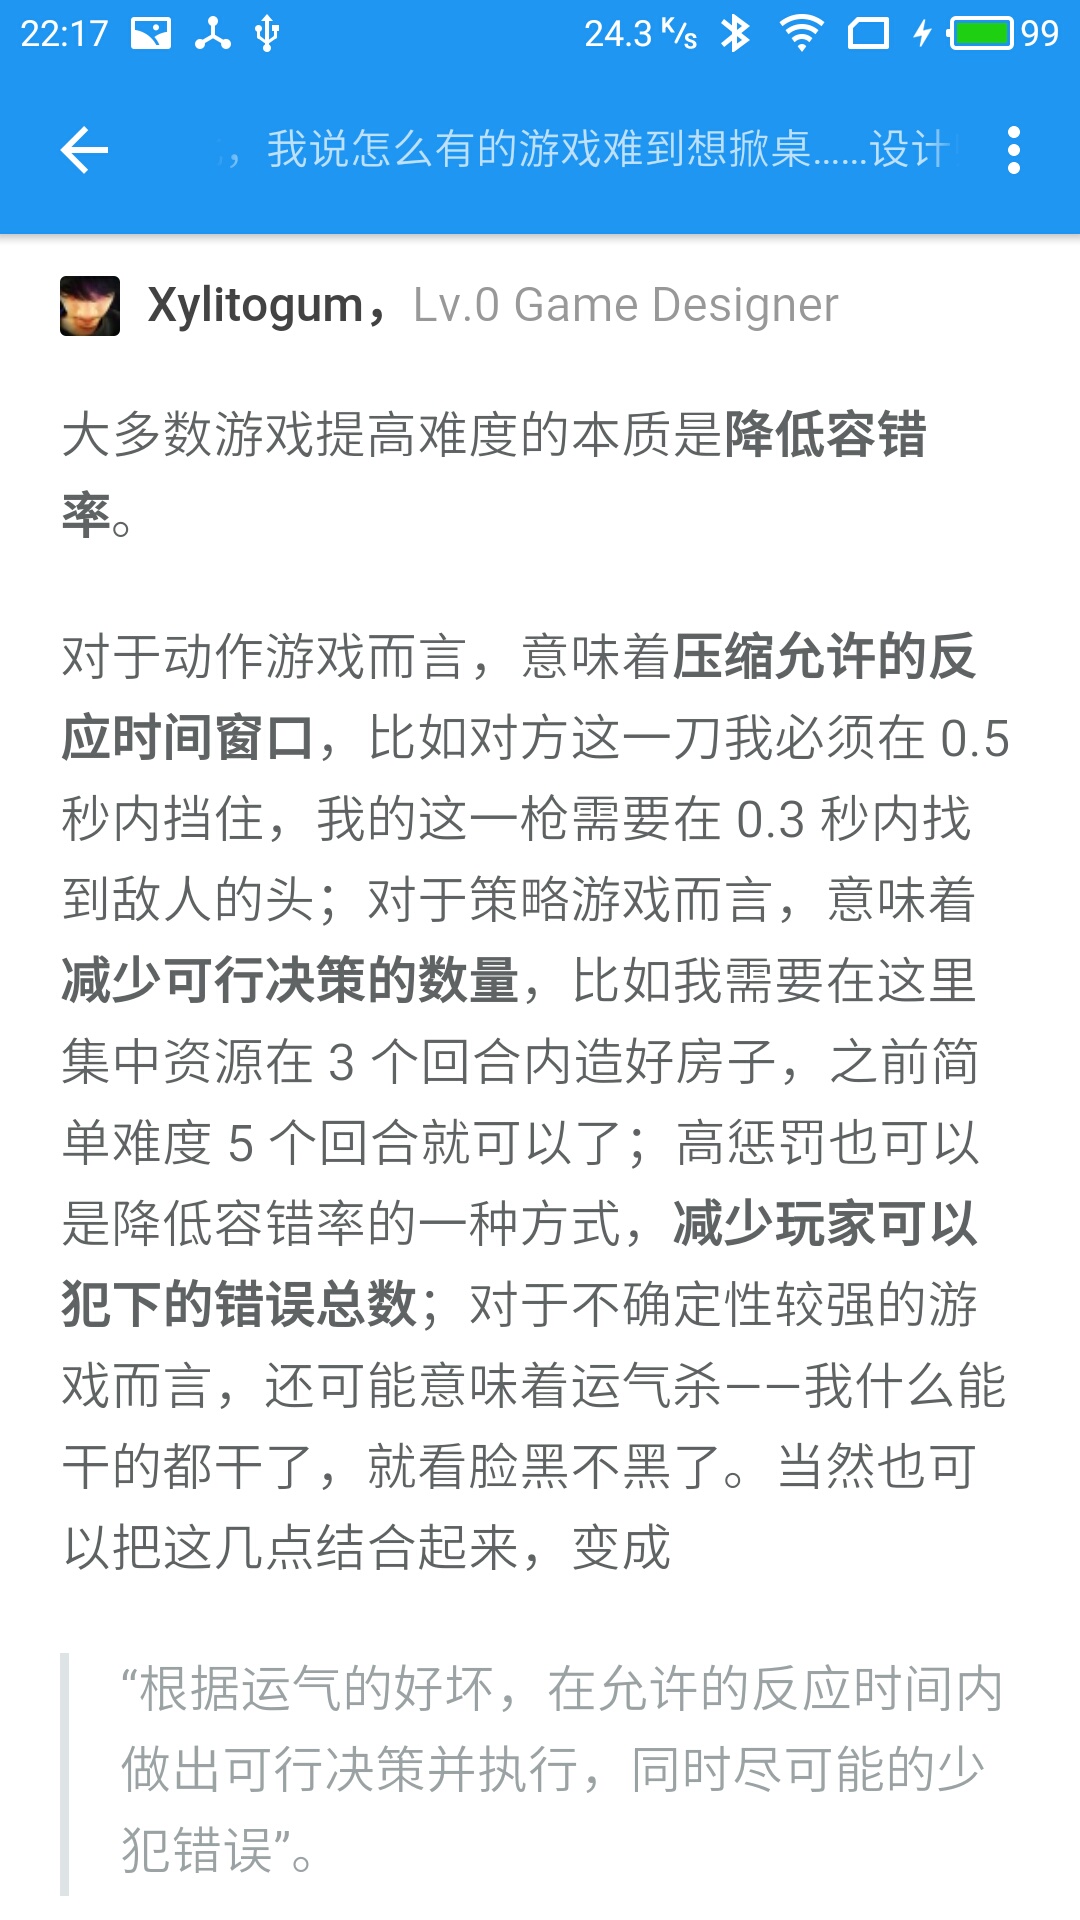 22:17 24.3 K/s 99
，我说怎么有的游戏难到想掀桌……设计
Xylitogum，Lv.0 Game Designer
大多数游戏提高难度的本质是降低容错
率。
对于动作游戏而言，意味着压缩允许的反
应时间窗口，比如对方这一刀我必须在 0.5
秒内挡住，我的这一枪需要在 0.3 秒内找
到敌人的头；对于策略游戏而言，意味着
减少可行决策的数量，比如我需要在这里
集中资源在 3 个回合内造好房子，之前简
单难度 5 个回合就可以了；高惩罚也可以
是降低容错率的一种方式，减少玩家可以
犯下的错误总数；对于不确定性较强的游
戏而言，还可能意味着运气杀——我什么能
干的都干了，就看脸黑不黑了。当然也可
以把这几点结合起来，变成
“根据运气的好坏，在允许的反应时间内
做出可行决策并执行，同时尽可能的少
犯错误”。